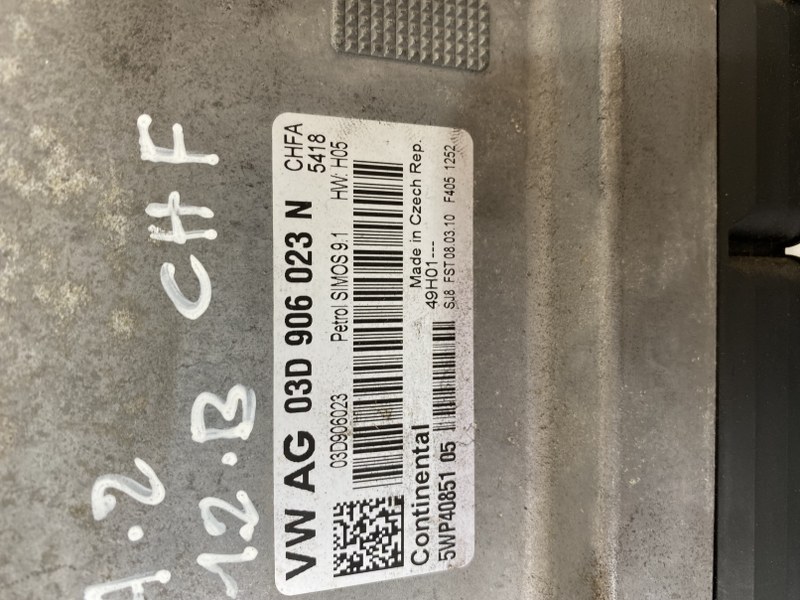 1.2
12.B CHF
VW AG 03D 906 023 N CHFA
5418
03D906023 Petrol SIMOS 9.1 HW: H05
Continental Made in Czech Rep.
49H01---
5WP40851 05 SJ8 FST 08.03.10 F405 1252